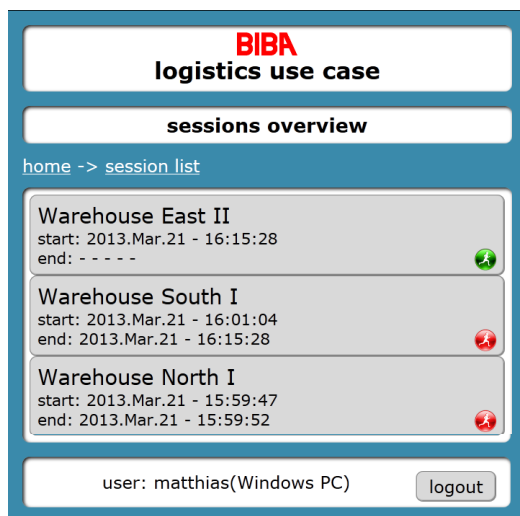 BIBA
logistics use case
sessions overview
home -> session list
Warehouse East II
start: 2013.Mar.21 - 16:15:28
end: - - - - -
Warehouse South I
start: 2013.Mar.21 - 16:01:04
end: 2013.Mar.21 - 16:15:28
Warehouse North I
start: 2013.Mar.21 - 15:59:47
end: 2013.Mar.21 - 15:59:52
user: matthias(Windows PC)
logout